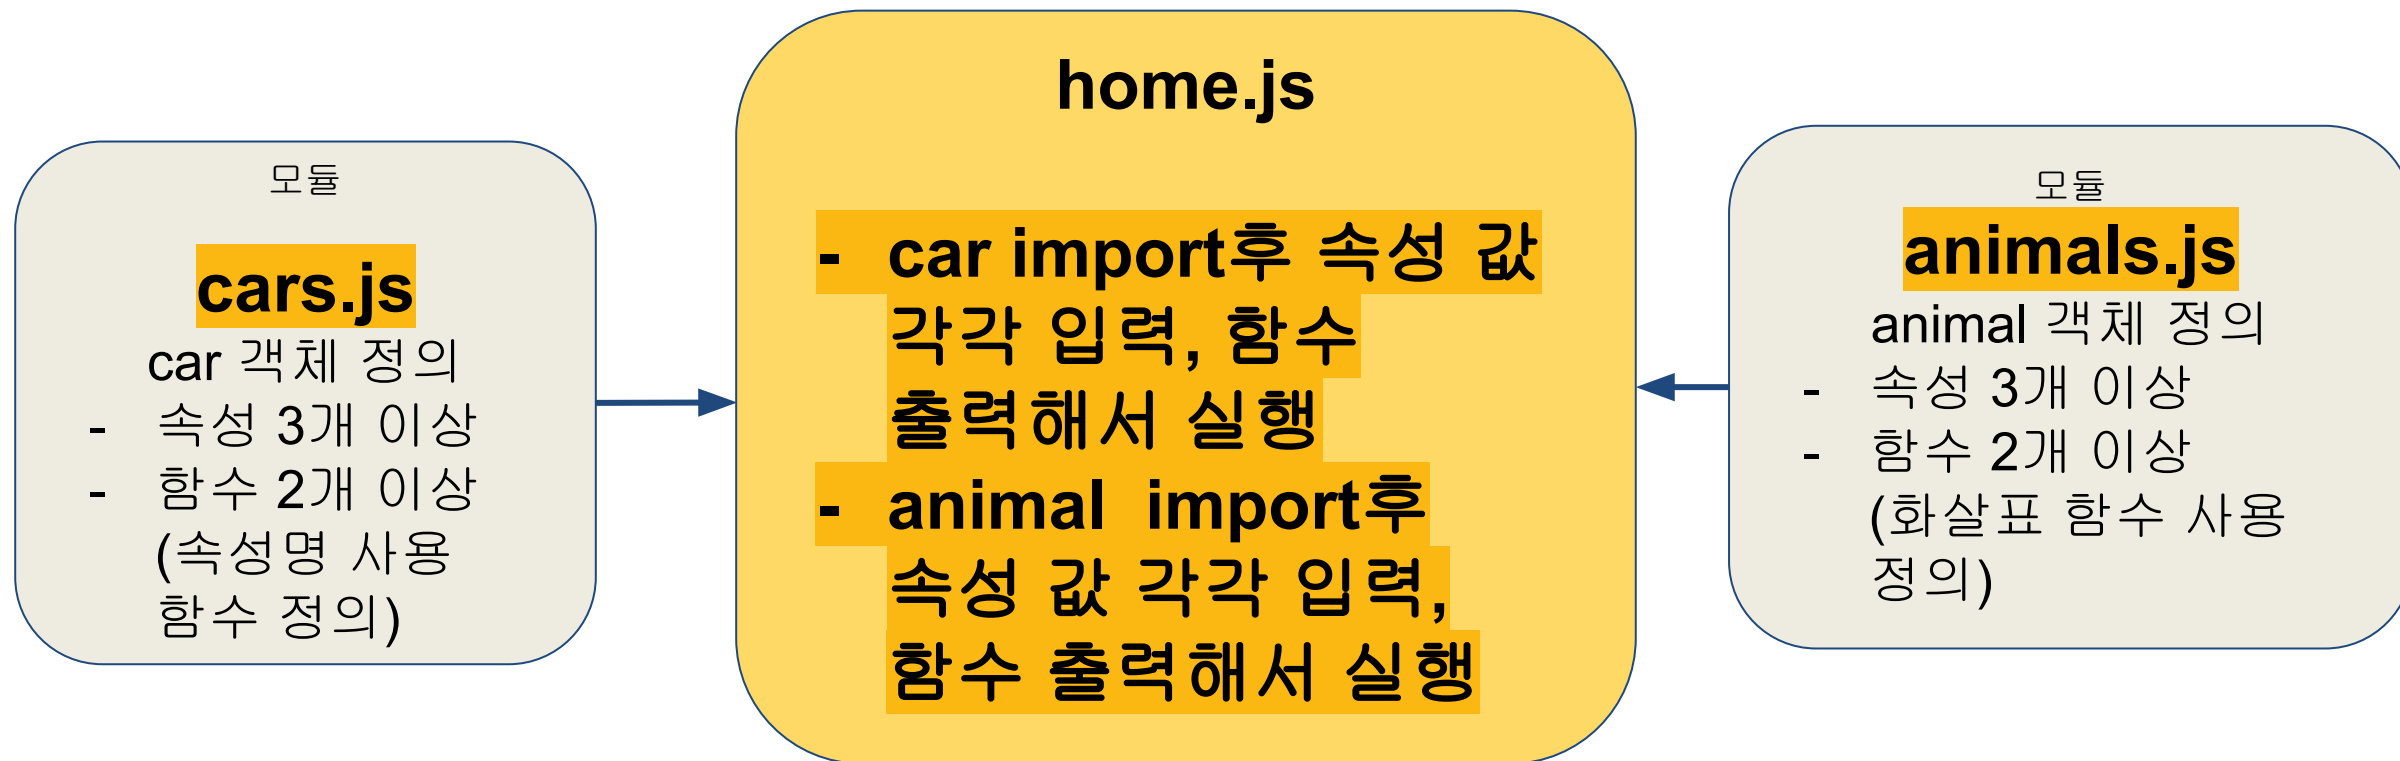 모듈
cars.js
car 객체 정의
- 속성 3개 이상
- 함수 2개 이상
(속성명 사용
함수 정의)
home.js
- car import후 속성 값
각각 입력, 함수
출력해서 실행
- animal import후
속성 값 각각 입력,
함수 출력해서 실행
모듈
animals.js
animal 객체 정의
- 속성 3개 이상
- 함수 2개 이상
(화살표 함수 사용
정의)